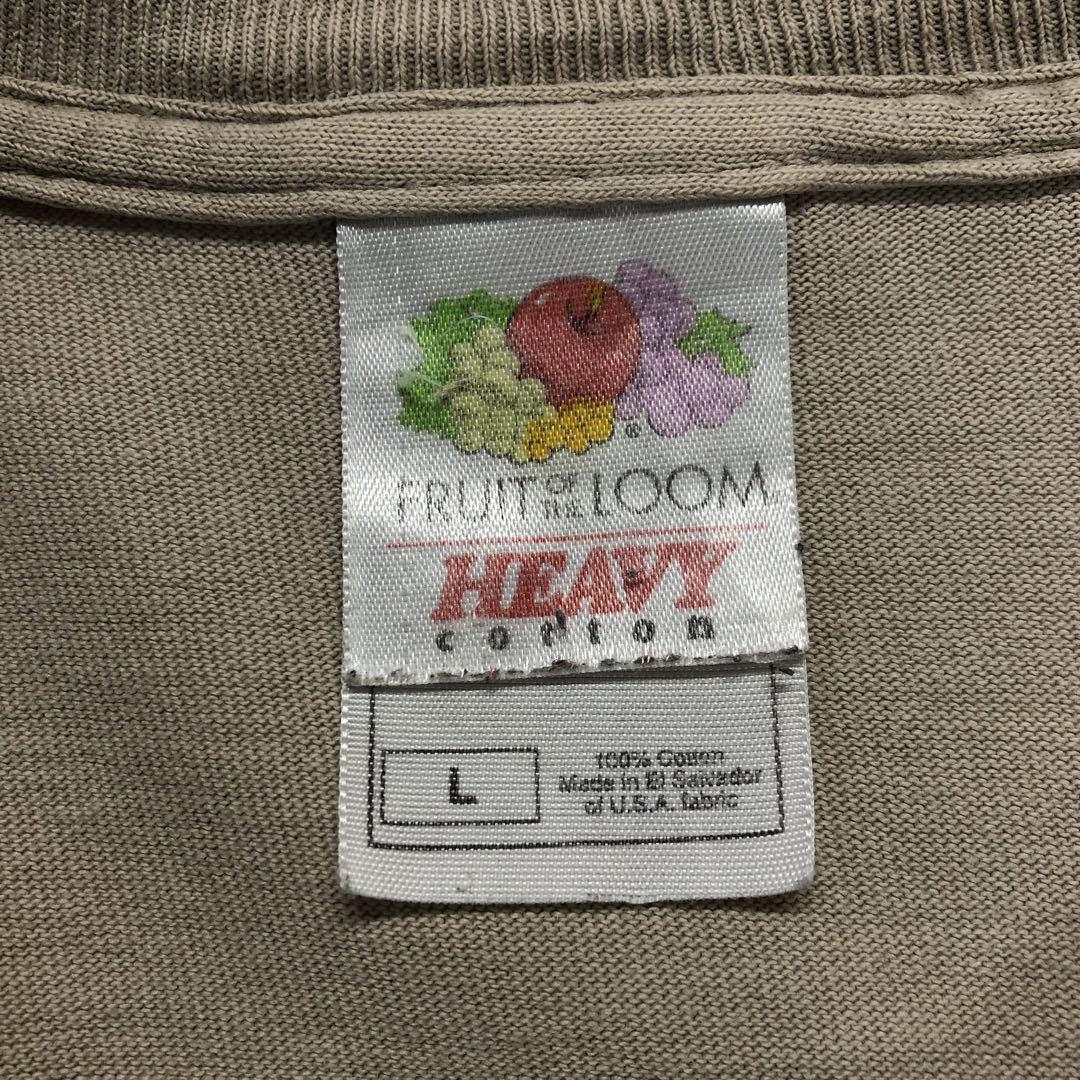 ®
FRUIT OF THE LOOM
HEAVY
cotton
L
100% Cotton
Made in El Salvador
of U.S.A. fabric